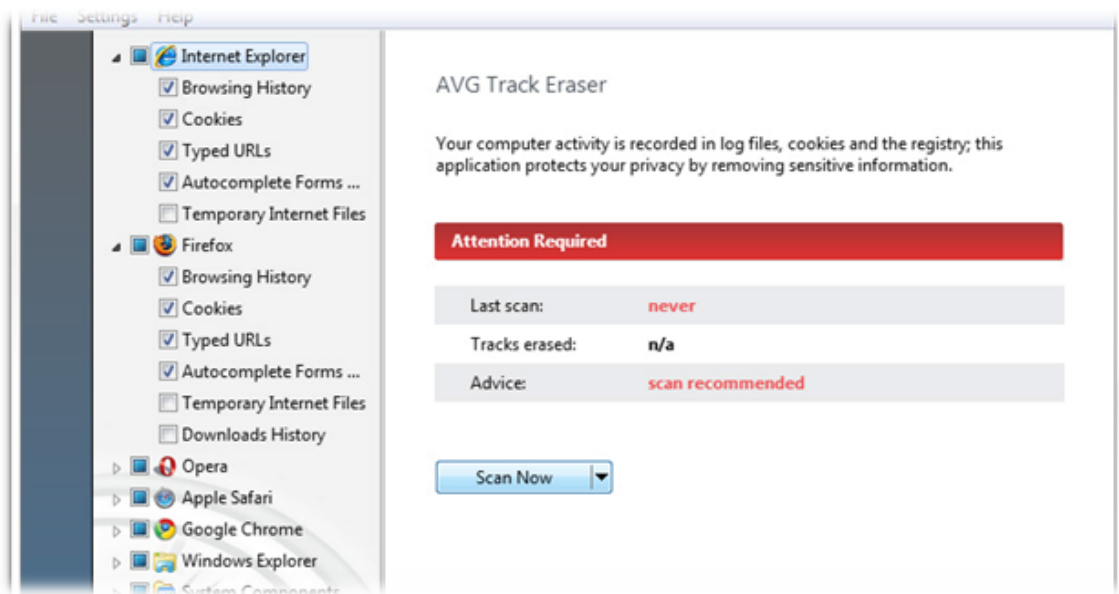 File Settings Help
Internet Explorer
Browsing History
Cookies
Typed URLs
Autocomplete Forms ...
Temporary Internet Files
Firefox
Browsing History
Cookies
Typed URLs
Autocomplete Forms ...
Temporary Internet Files
Downloads History
Opera
Apple Safari
Google Chrome
Windows Explorer
System Components
AVG Track Eraser
Your computer activity is recorded in log files, cookies and the registry; this
application protects your privacy by removing sensitive information.
Attention Required
Last scan: never
Tracks erased: n/a
Advice: scan recommended
Scan Now